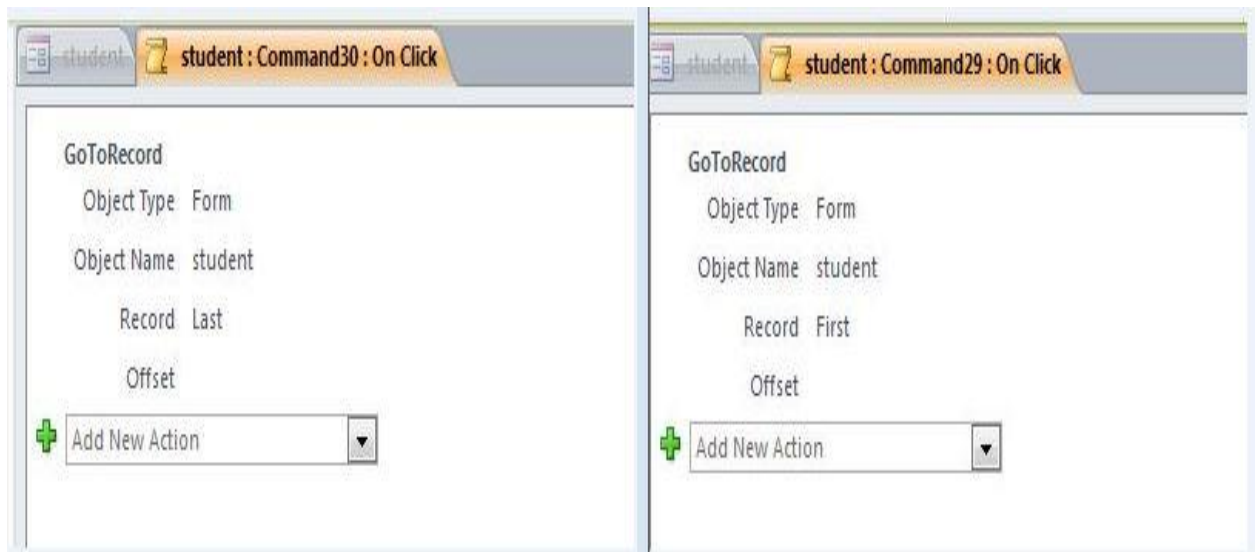 student
student : Command30 : On Click
GoToRecord
Object Type Form
Object Name student
Record Last
Offset
Add New Action
student
student : Command29 : On Click
GoToRecord
Object Type Form
Object Name student
Record First
Offset
Add New Action